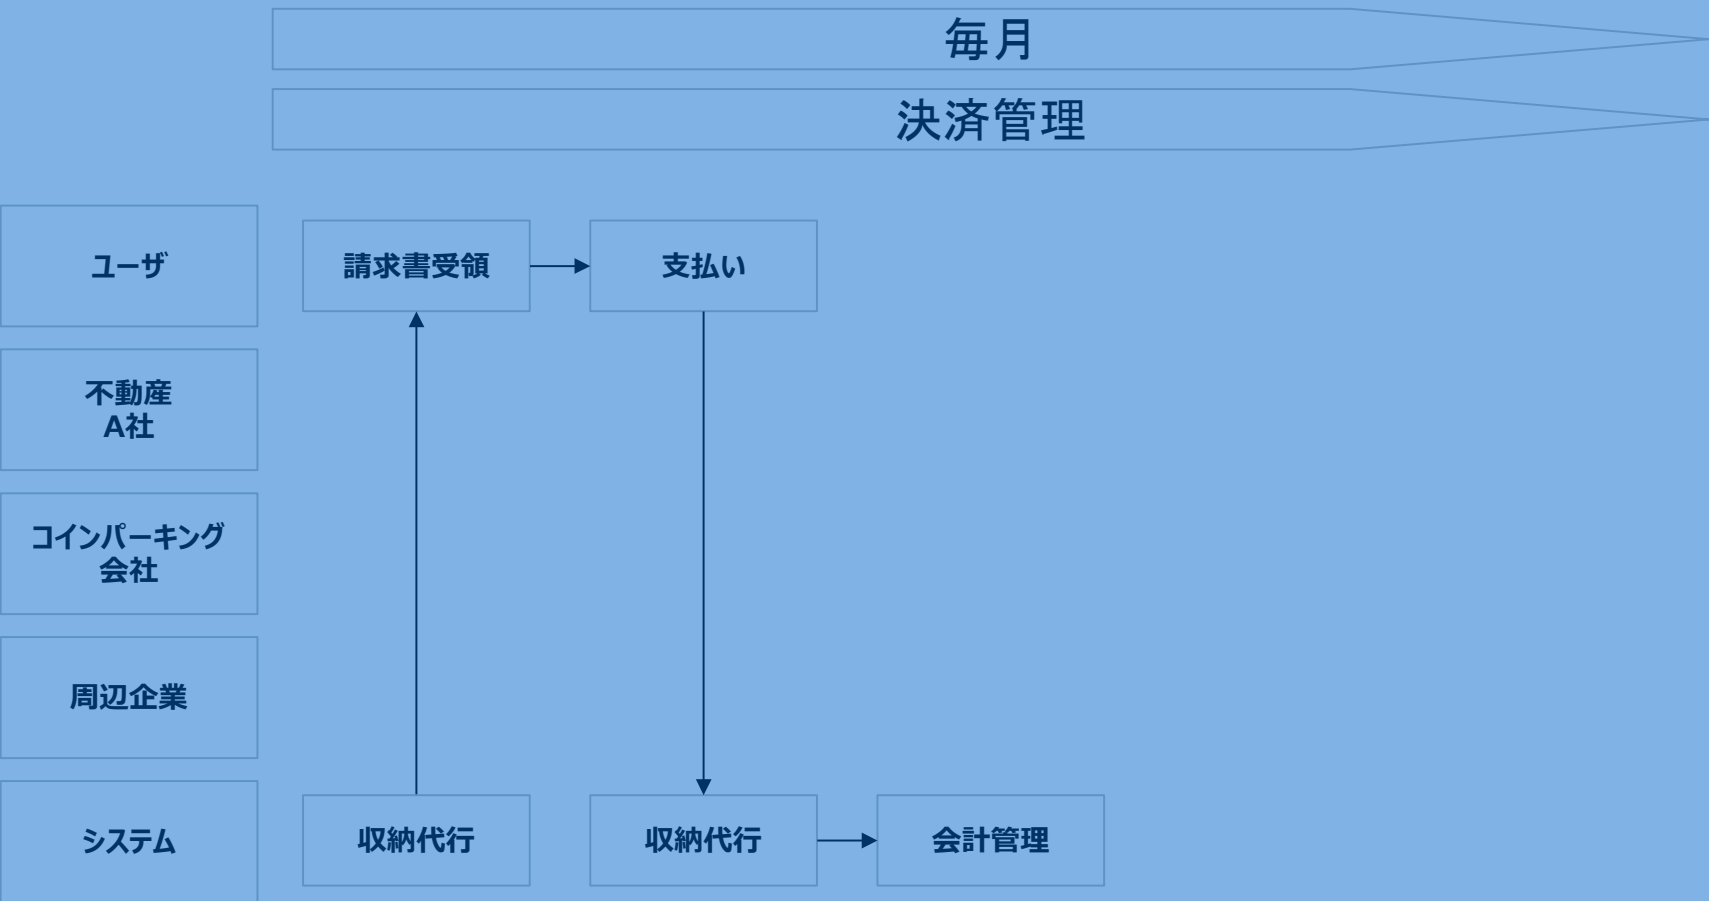 毎月
決済管理
ユーザ
請求書受領
支払い
不動産
A社
コインパーキング
会社
周辺企業
システム
収納代行
収納代行
会計管理